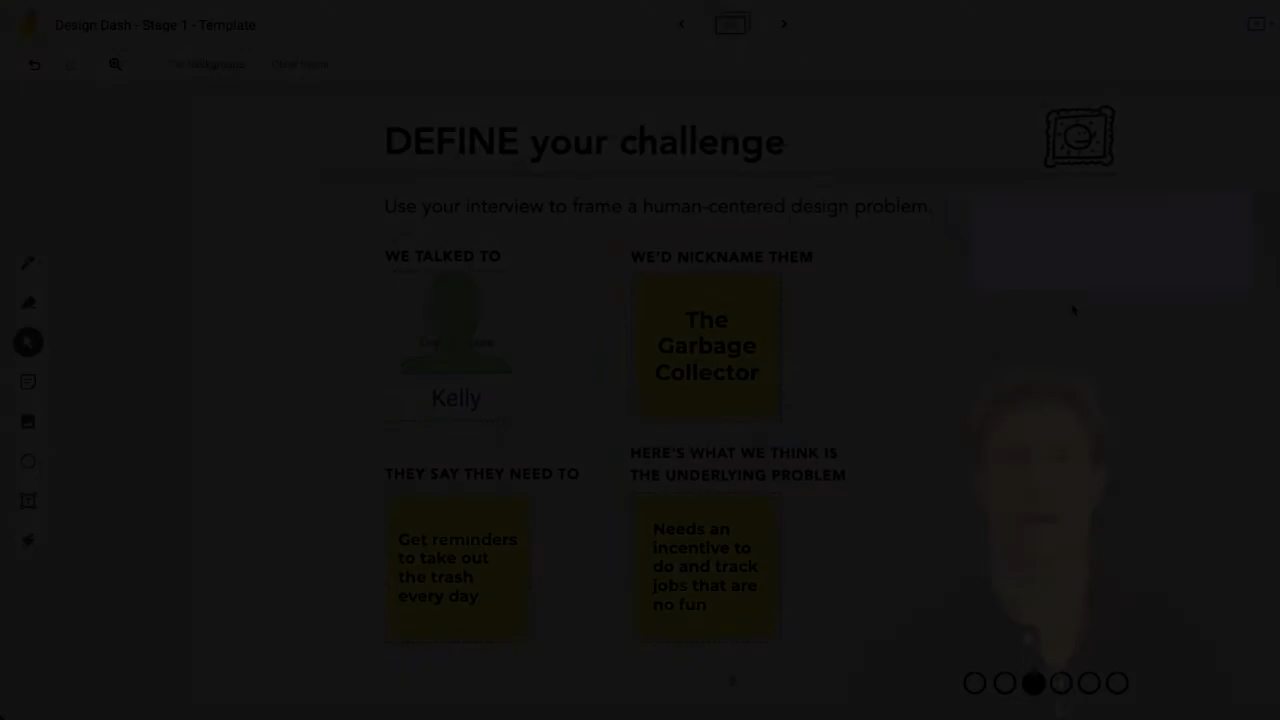 Design Dash - Stage 1 - Template
Background
Clear frame
DEFINE your challenge
Use your interview to frame a human-centered design problem.
WE TALKED TO
WE'D NICKNAME THEM
The
Garbage
Collector
Kelly
THEY SAY THEY NEED TO
HERE'S WHAT WE THINK IS
THE UNDERLYING PROBLEM
Get reminders
to take out
the trash
every day
Needs an
incentive to
do and track
jobs that are
no fun